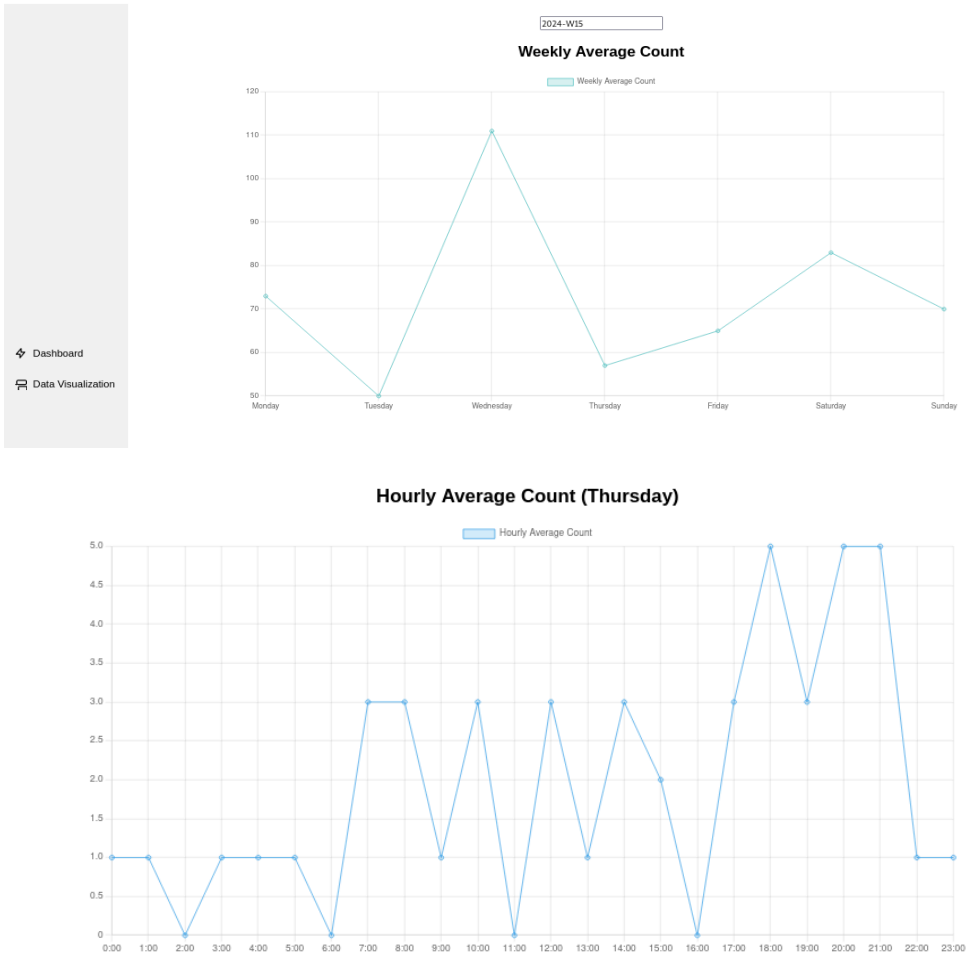 2024-W15
Weekly Average Count
Weekly Average Count
120
110
100
90
80
70
60
50
Monday Tuesday Wednesday Thursday Friday Saturday Sunday
Dashboard
Data Visualization
Hourly Average Count (Thursday)
Hourly Average Count
5.0
4.5
4.0
3.5
3.0
2.5
2.0
1.5
1.0
0.5
0
0:00 1:00 2:00 3:00 4:00 5:00 6:00 7:00 8:00 9:00 10:00 11:00 12:00 13:00 14:00 15:00 16:00 17:00 18:00 19:00 20:00 21:00 22:00 23:00